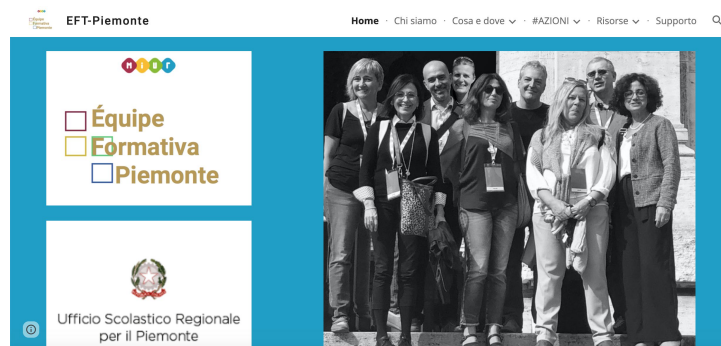 EFT-Piemonte
Home · Chi siamo · Cosa e dove · #AZIONI · Risorse · Supporto
MIUR
Équipe
Formativa
Piemonte
Ufficio Scolastico Regionale
per il Piemonte